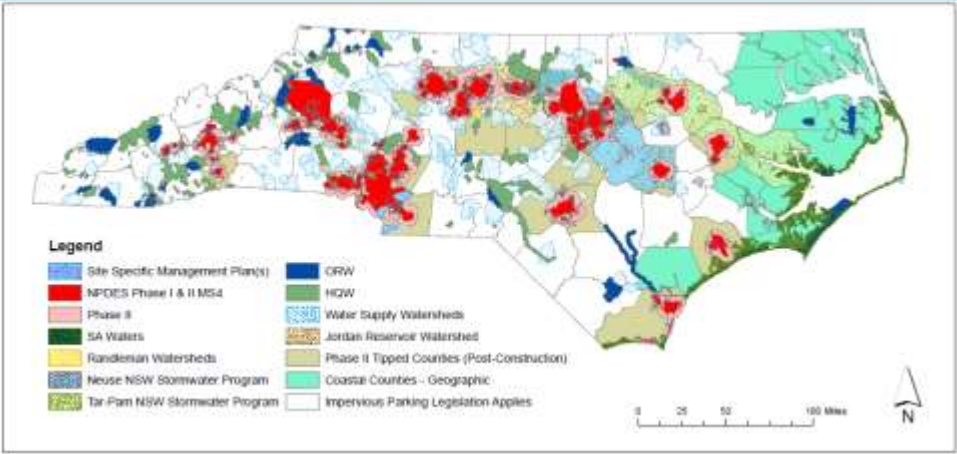 Legend
Site Specific Management Plan(s)
NPDES Phase I & II MS4
Phase II
SA Waters
Randleman Watersheds
Neuse NSW Stormwater Program
Tar-Pam NSW Stormwater Program
ORW
HQW
Water Supply Watersheds
Jordan Reservoir Watershed
Phase II Tipped Counties (Post-Construction)
Coastal Counties - Geographic
Impervious Parking Legislation Applies
0 25 50 100 Miles
N